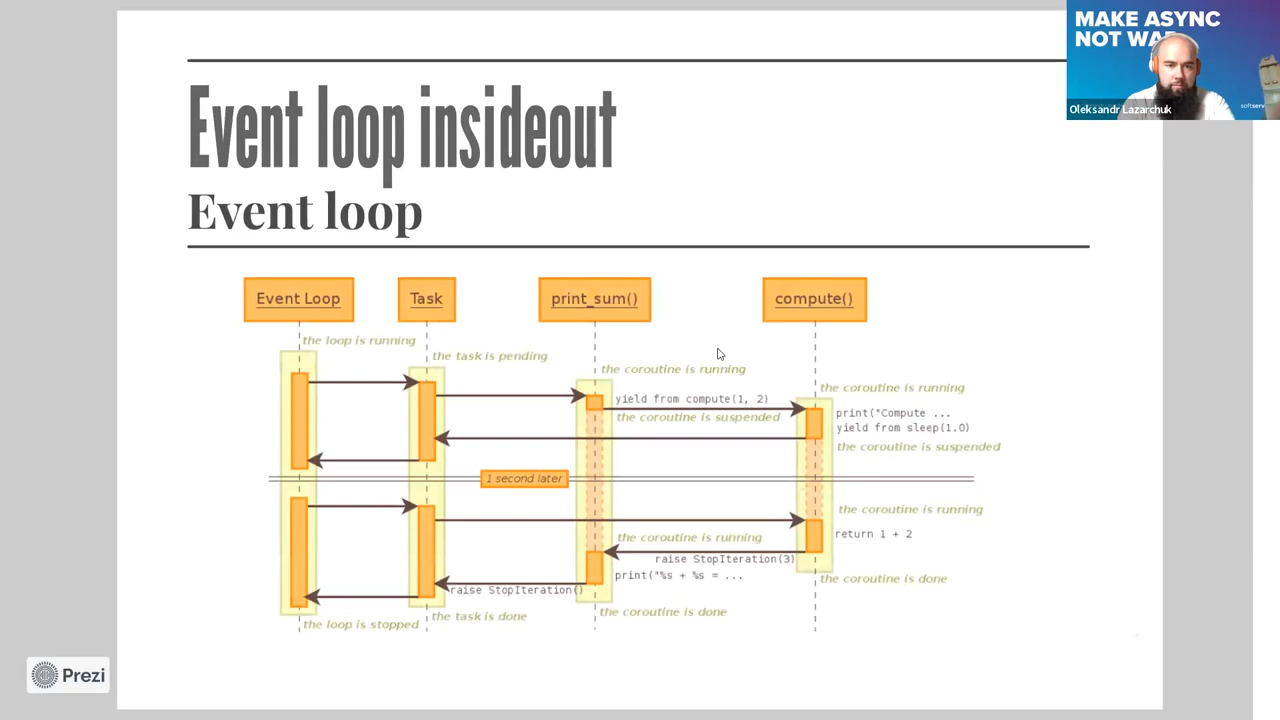 MAKE ASYNC
NOT WAR
Oleksandr Lazarchuk
softserv
Event loop insideout
Event loop
Event Loop
Task
print_sum()
compute()
the loop is running
the task is pending
the coroutine is running
the coroutine is running
yield from compute(1, 2)
the coroutine is suspended
print("Compute ...
yield from sleep(1.0)
the coroutine is suspended
1 second later
the coroutine is running
return 1 + 2
the coroutine is running
raise StopIteration(3)
print("%s + %s = ...
raise StopIteration()
the coroutine is done
the coroutine is done
the task is done
the loop is stopped
Prezi